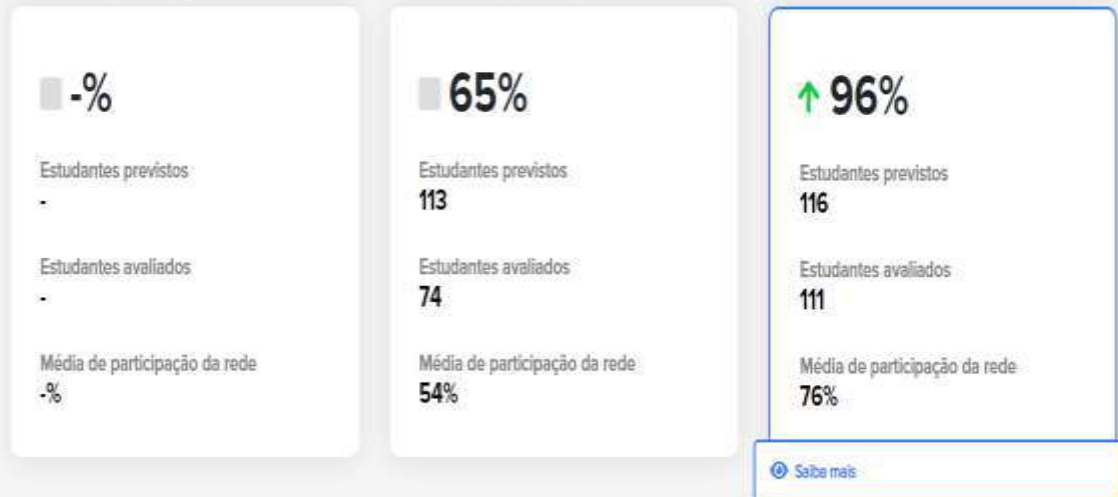 -%
Estudantes previstos
-
Estudantes avaliados
-
Média de participação da rede
-%
65%
Estudantes previstos
113
Estudantes avaliados
74
Média de participação da rede
54%
96%
Estudantes previstos
116
Estudantes avaliados
111
Média de participação da rede
76%
Saiba mais